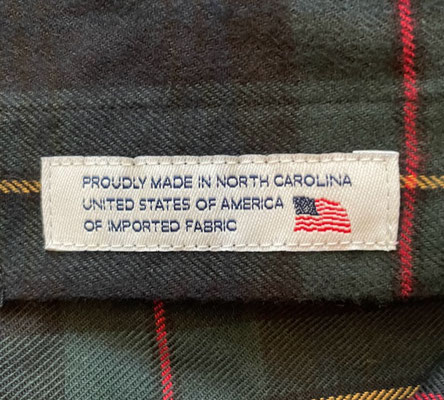 PROUDLY MADE IN NORTH CAROLINA
UNITED STATES OF AMERICA
OF IMPORTED FABRIC